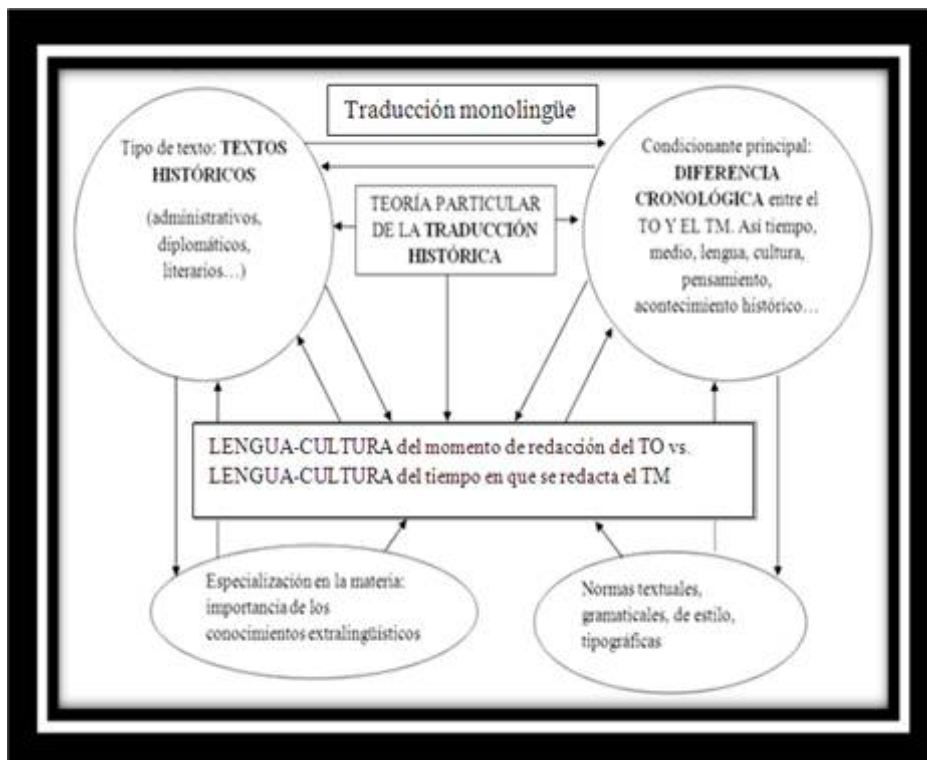 Traducción monolingüe
Tipo de texto: TEXTOS
HISTÓRICOS
(administrativos,
diplomáticos,
literarios…)
TEORÍA PARTICULAR
DE LA TRADUCCIÓN
HISTÓRICA
Condicionante principal:
DIFERENCIA
CRONOLÓGICA entre el
TO Y EL TM. Así tiempo,
medio, lengua, cultura,
pensamiento,
acontecimiento histórico…
LENGUA-CULTURA del momento de redacción del TO vs.
LENGUA-CULTURA del tiempo en que se redacta el TM
Especialización en la materia:
importancia de los
conocimientos extralingüísticos
Normas textuales,
gramaticales, de estilo,
tipográficas